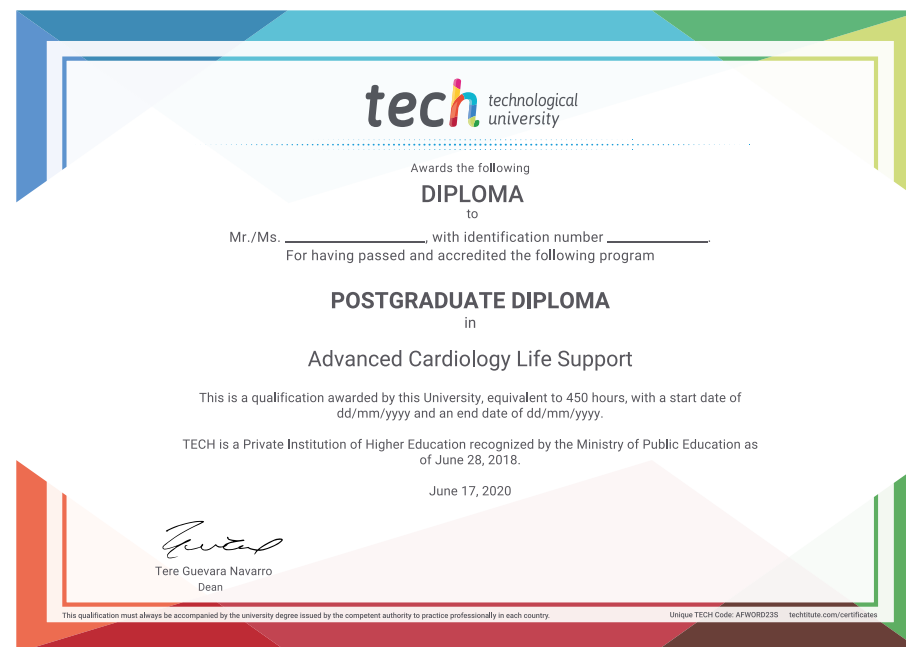 tech technological
university
Awards the following
DIPLOMA
to
Mr./Ms. ____________________, with identification number ______________.
For having passed and accredited the following program
POSTGRADUATE DIPLOMA
in
Advanced Cardiology Life Support
This is a qualification awarded by this University, equivalent to 450 hours, with a start date of
dd/mm/yyyy and an end date of dd/mm/yyyy.
TECH is a Private Institution of Higher Education recognized by the Ministry of Public Education as
of June 28, 2018.
June 17, 2020
Tere Guevara Navarro
Dean
This qualification must always be accompanied by the university degree issued by the competent authority to practice professionally in each country.
Unique TECH Code: AFWORD23S techtitute.com/certificates